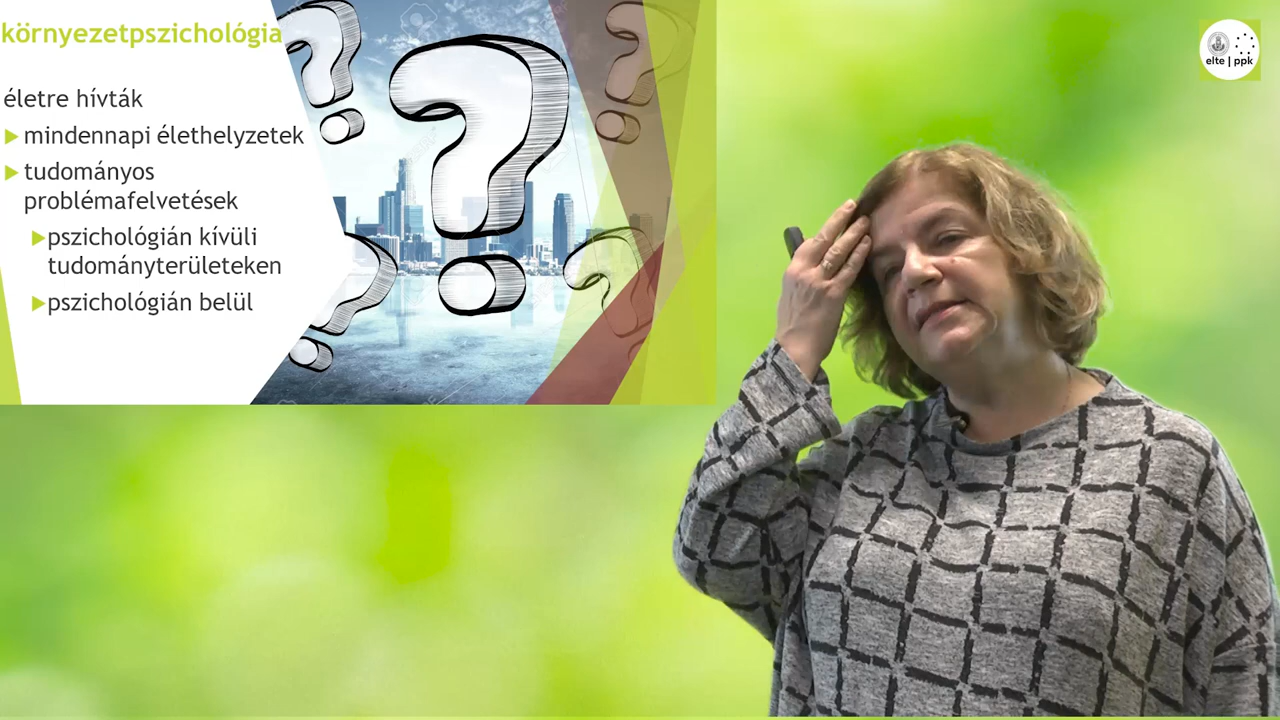 környezetpszichológia
életre hívták
mindennapi élethelyzetek
tudományos
problémafelvetések
pszichológián kívüli
tudományterületeken
pszichológián belül
elte | ppk